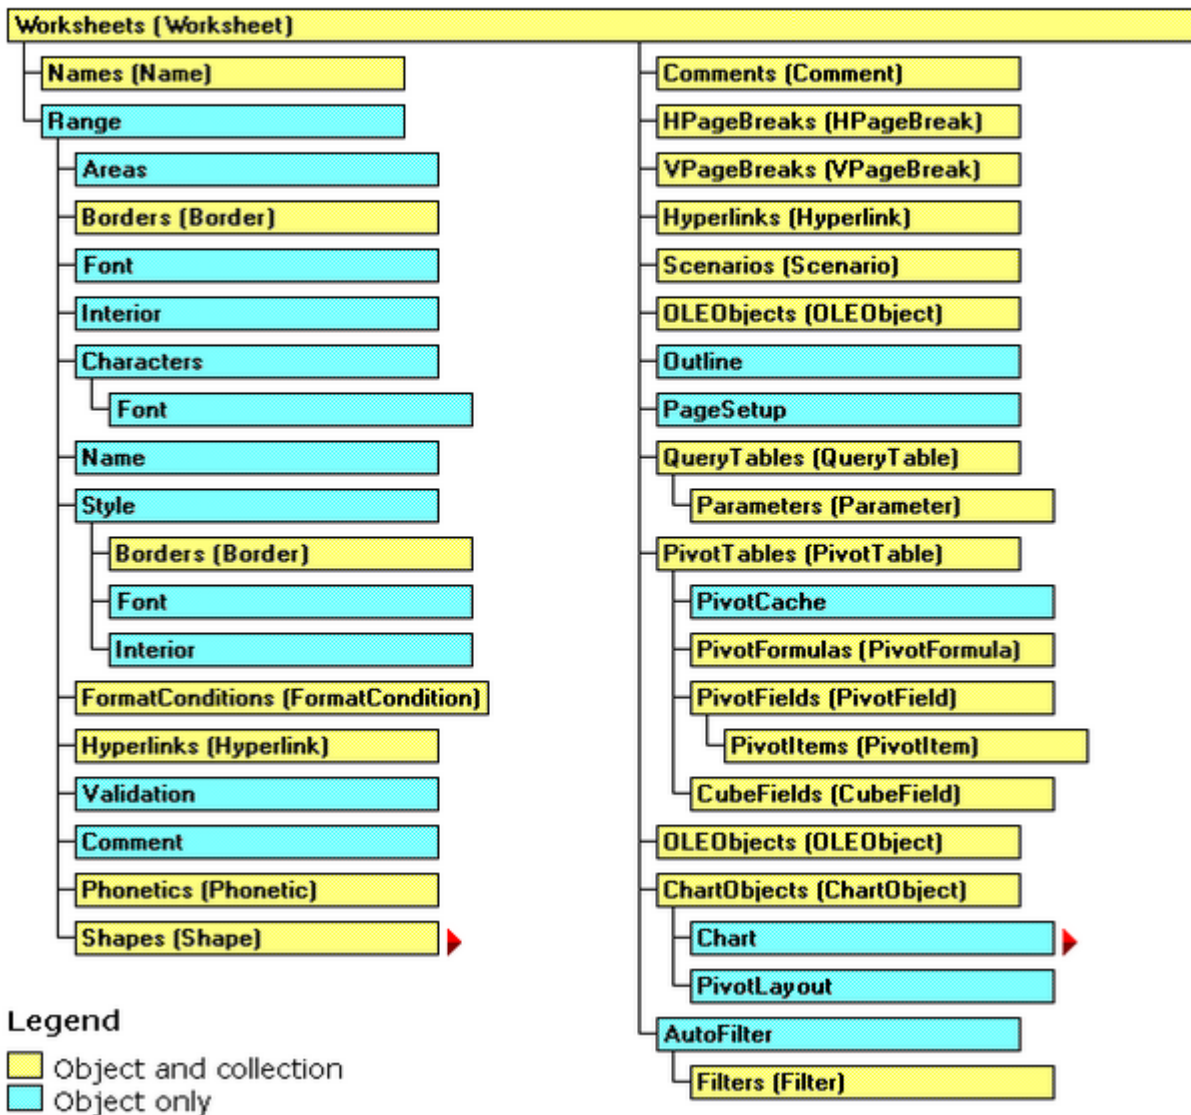 Worksheets (Worksheet)
Names (Name)
Range
Areas
Borders (Border)
Font
Interior
Characters
Font
Name
Style
Borders (Border)
Font
Interior
FormatConditions (FormatCondition)
Hyperlinks (Hyperlink)
Validation
Comment
Phonetics (Phonetic)
Shapes (Shape)
Comments (Comment)
HPageBreaks (HPageBreak)
VPageBreaks (VPageBreak)
Hyperlinks (Hyperlink)
Scenarios (Scenario)
OLEObjects (OLEObject)
Outline
PageSetup
QueryTables (QueryTable)
Parameters (Parameter)
PivotTables (PivotTable)
PivotCache
PivotFormulas (PivotFormula)
PivotFields (PivotField)
PivotItems (PivotItem)
CubeFields (CubeField)
OLEObjects (OLEObject)
ChartObjects (ChartObject)
Chart
PivotLayout
AutoFilter
Filters (Filter)
Legend
Object and collection
Object only